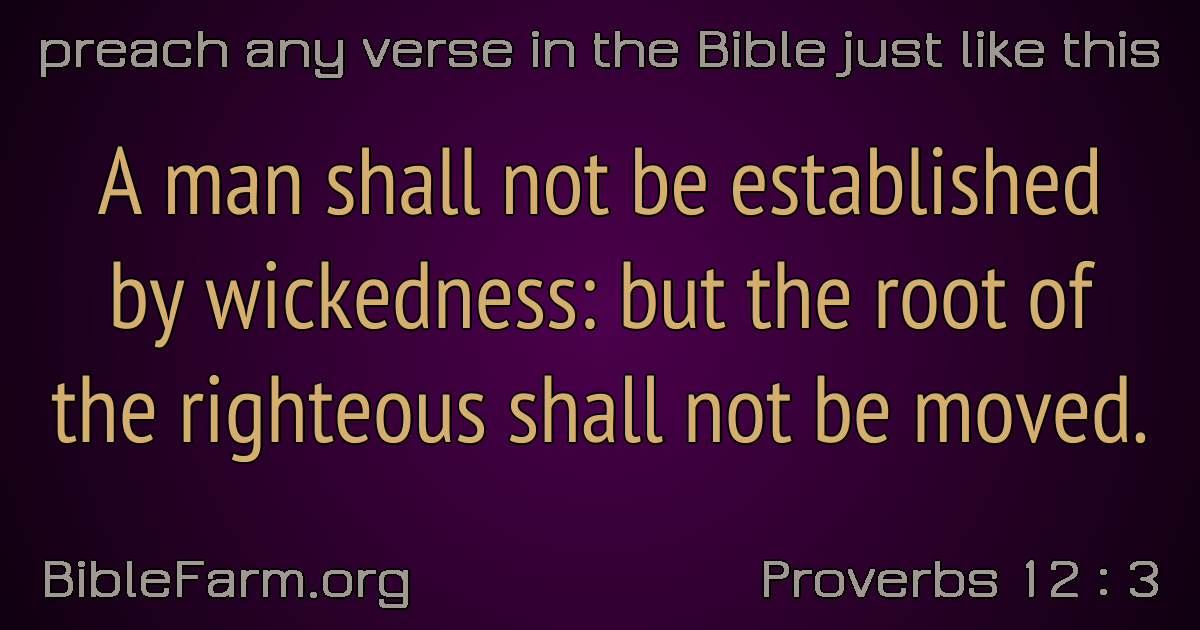 preach any verse in the Bible just like this
A man shall not be established
by wickedness: but the root of
the righteous shall not be moved.
BibleFarm.org
Proverbs 12 : 3